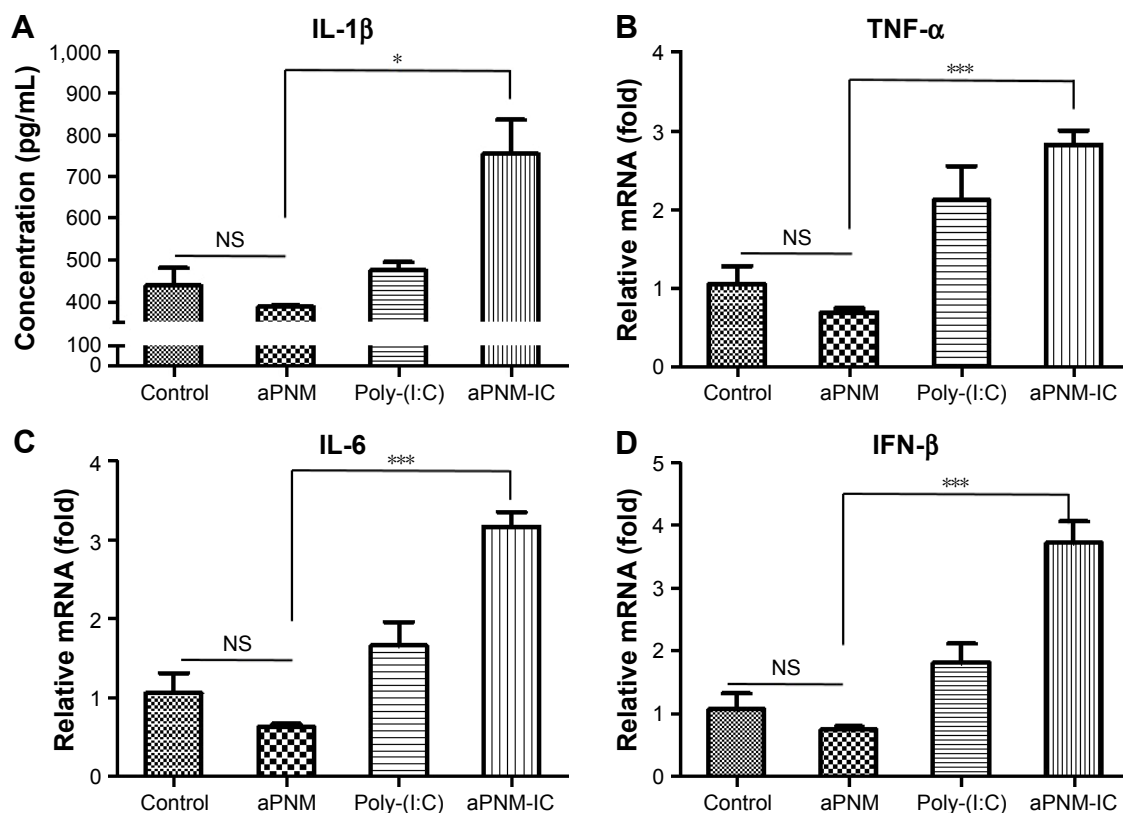 A
IL-1β
Concentration (pg/mL)
1,000
900
800
700
600
500
400
100
0
NS
*
Control
aPNM
Poly-(I:C)
aPNM-IC
B
TNF-α
Relative mRNA (fold)
4
3
2
1
0
NS
***
Control
aPNM
Poly-(I:C)
aPNM-IC
C
IL-6
Relative mRNA (fold)
4
3
2
1
0
NS
***
Control
aPNM
Poly-(I:C)
aPNM-IC
D
IFN-β
Relative mRNA (fold)
5
4
3
2
1
0
NS
***
Control
aPNM
Poly-(I:C)
aPNM-IC